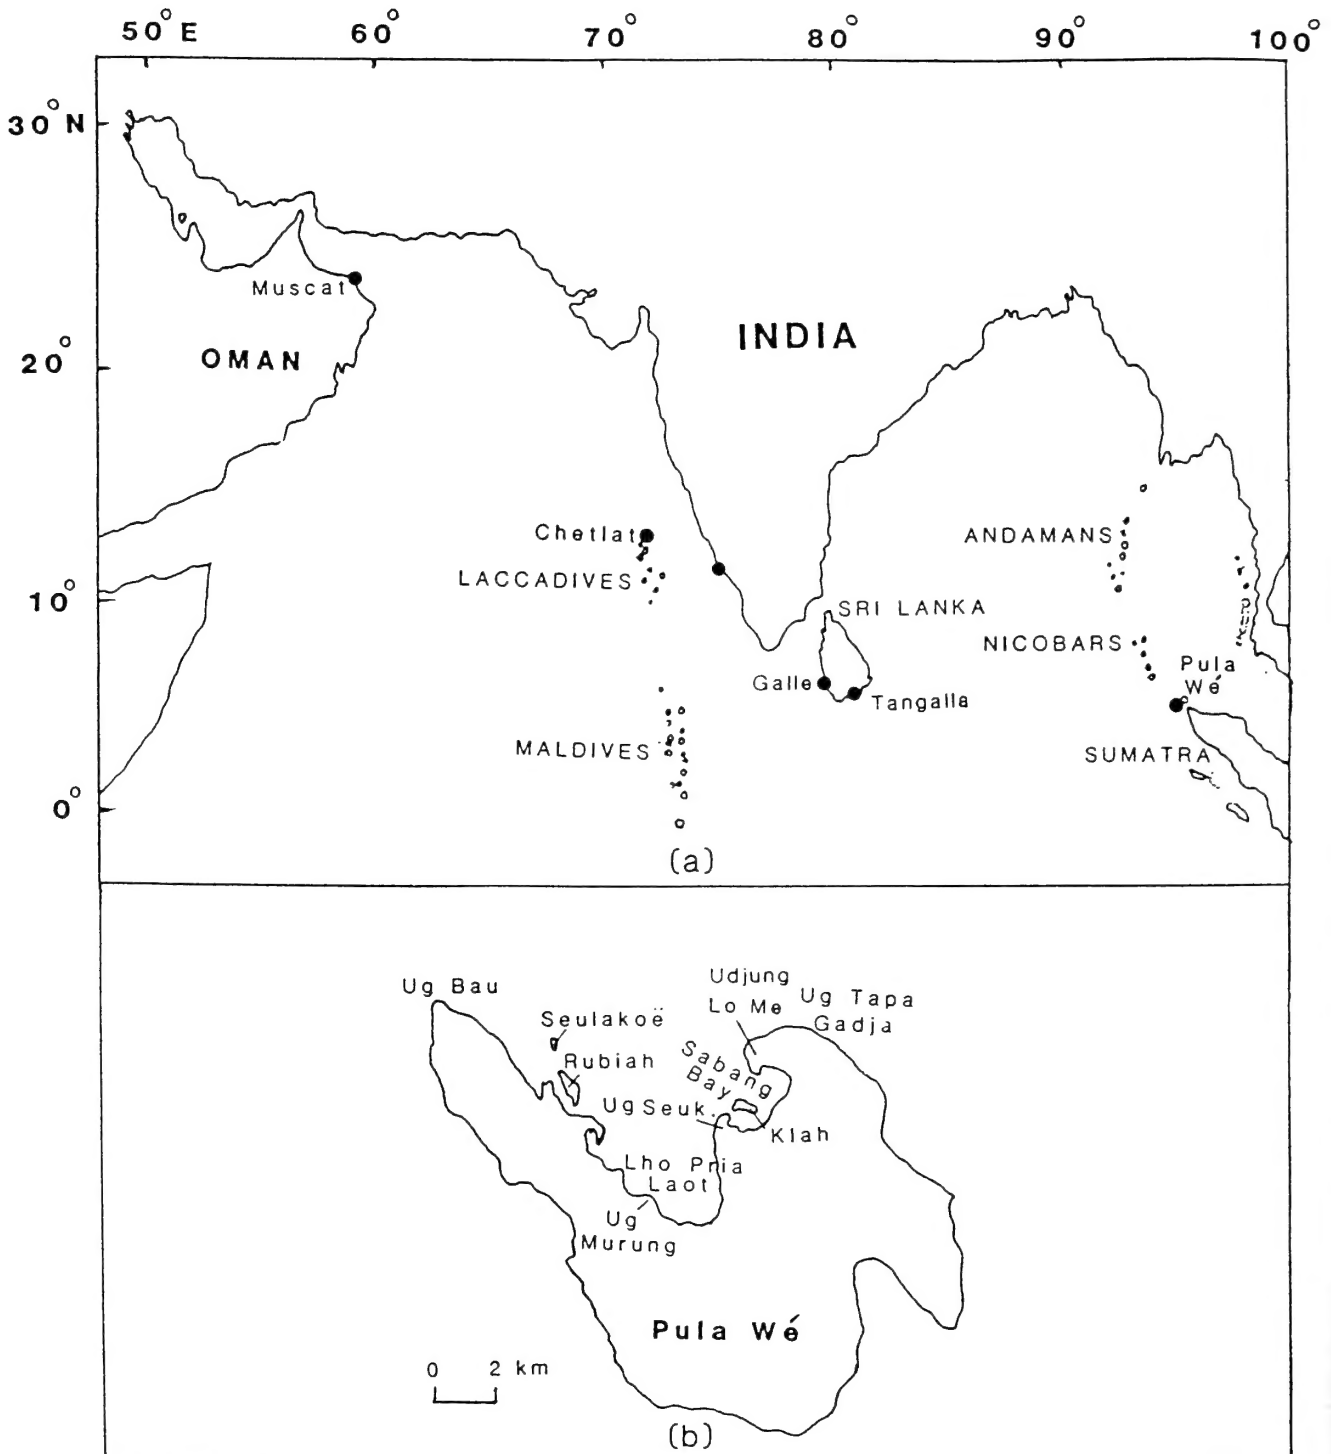 50° E 60° 70° 80° 90° 100°
30° N
Muscat
INDIA
OMAN
20°
Chetlat
ANDAMANS
LACCADIVES
10°
SRI LANKA
NICOBARS
Pula
Wé
Galle
Tangalla
MALDIVES
SUMATRA
0°
(a)
Ug Bau
Udjung
Lo Me
Ug Tapa
Gadja
Seulakoë
Rubiah
Sabang
Bay
Ug Seuk.
Klah
Lho Pria
Laot
Ug
Murung
Pula Wé
0 2 km
(b)